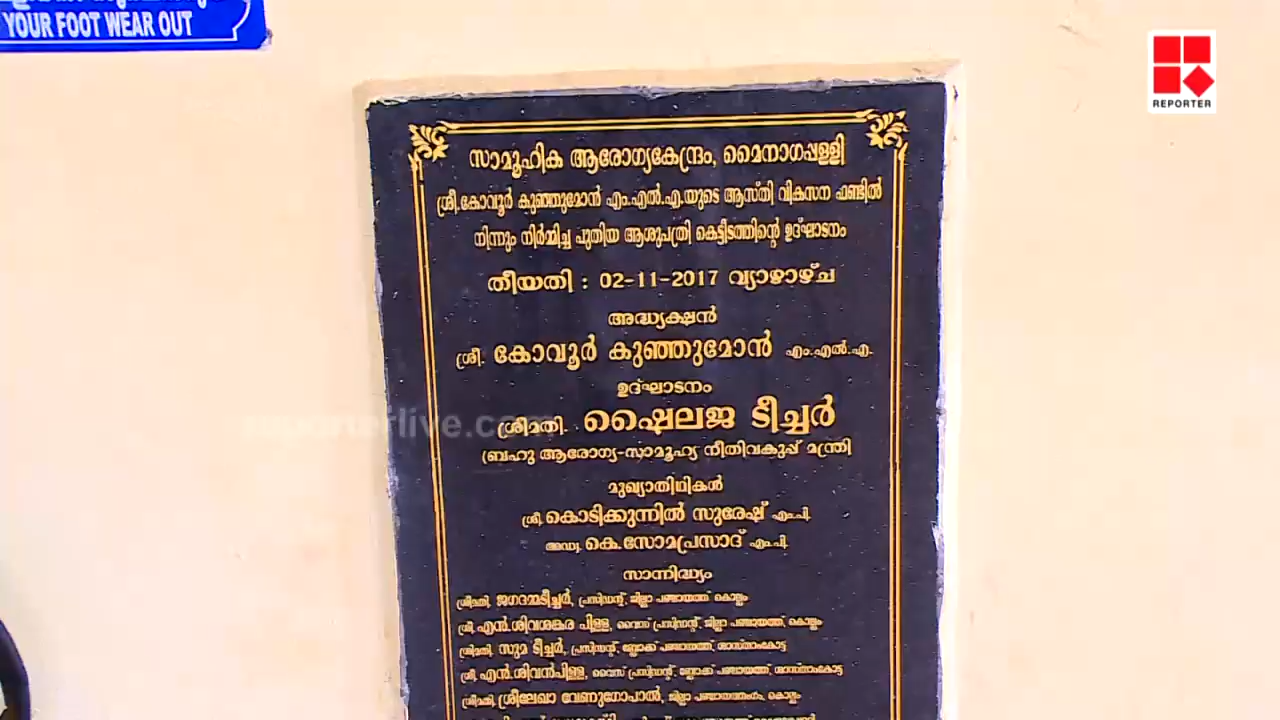 YOUR FOOT WEAR OUT
REPORTER
സാമൂഹിക ആരോഗ്യകേന്ദ്രം, മൈനാഗപ്പള്ളി
ശ്രീ.കോവൂർ കുഞ്ഞുമോൻ എം.എൽ.എ.യുടെ ആസ്തി വികസന ഫണ്ടിൽ
നിന്നും നിർമ്മിച്ച പുതിയ ആശുപത്രി കെട്ടിടത്തിന്റെ ഉദ്ഘാടനം
തീയതി : 02-11-2017 വ്യാഴാഴ്ച
അദ്ധ്യക്ഷൻ
ശ്രീ. കോവൂർ കുഞ്ഞുമോൻ എം.എൽ.എ.
ഉദ്ഘാടനം
ശ്രീമതി. ഷൈലജ ടീച്ചർ
(ബഹു ആരോഗ്യ-സാമൂഹ്യ നീതിവകുപ്പ് മന്ത്രി
മുഖ്യാതിഥികൾ
ശ്രീ. കൊടിക്കുന്നിൽ സുരേഷ് എം.പി.
അഡ്വ. കെ.സോമപ്രസാദ് എം.പി.
സാന്നിദ്ധ്യം
ശ്രീമതി. ജഗദമ്മടീച്ചർ, പ്രസിഡന്റ്, ജില്ലാ പഞ്ചായത്ത് കൊല്ലം
ശ്രീ. എൻ.ശിവശങ്കര പിള്ള, വൈസ് പ്രസിഡന്റ്, ജില്ലാ പഞ്ചായത്ത്, കൊല്ലം
ശ്രീമതി. സുമ ടീച്ചർ, പ്രസിഡന്റ്, ബ്ലോക്ക് പഞ്ചായത്ത്, ശാസ്താംകോട്ട
ശ്രീ. എൻ.ശിവൻപിള്ള, വൈസ് പ്രസിഡന്റ്, ബ്ലോക്ക് പഞ്ചായത്ത്, ശാസ്താംകോട്ട
ശ്രീമതി. ശ്രീലേഖാ വേണുഗോപാൽ, ജില്ലാ പഞ്ചായത്തംഗം, കൊല്ലം